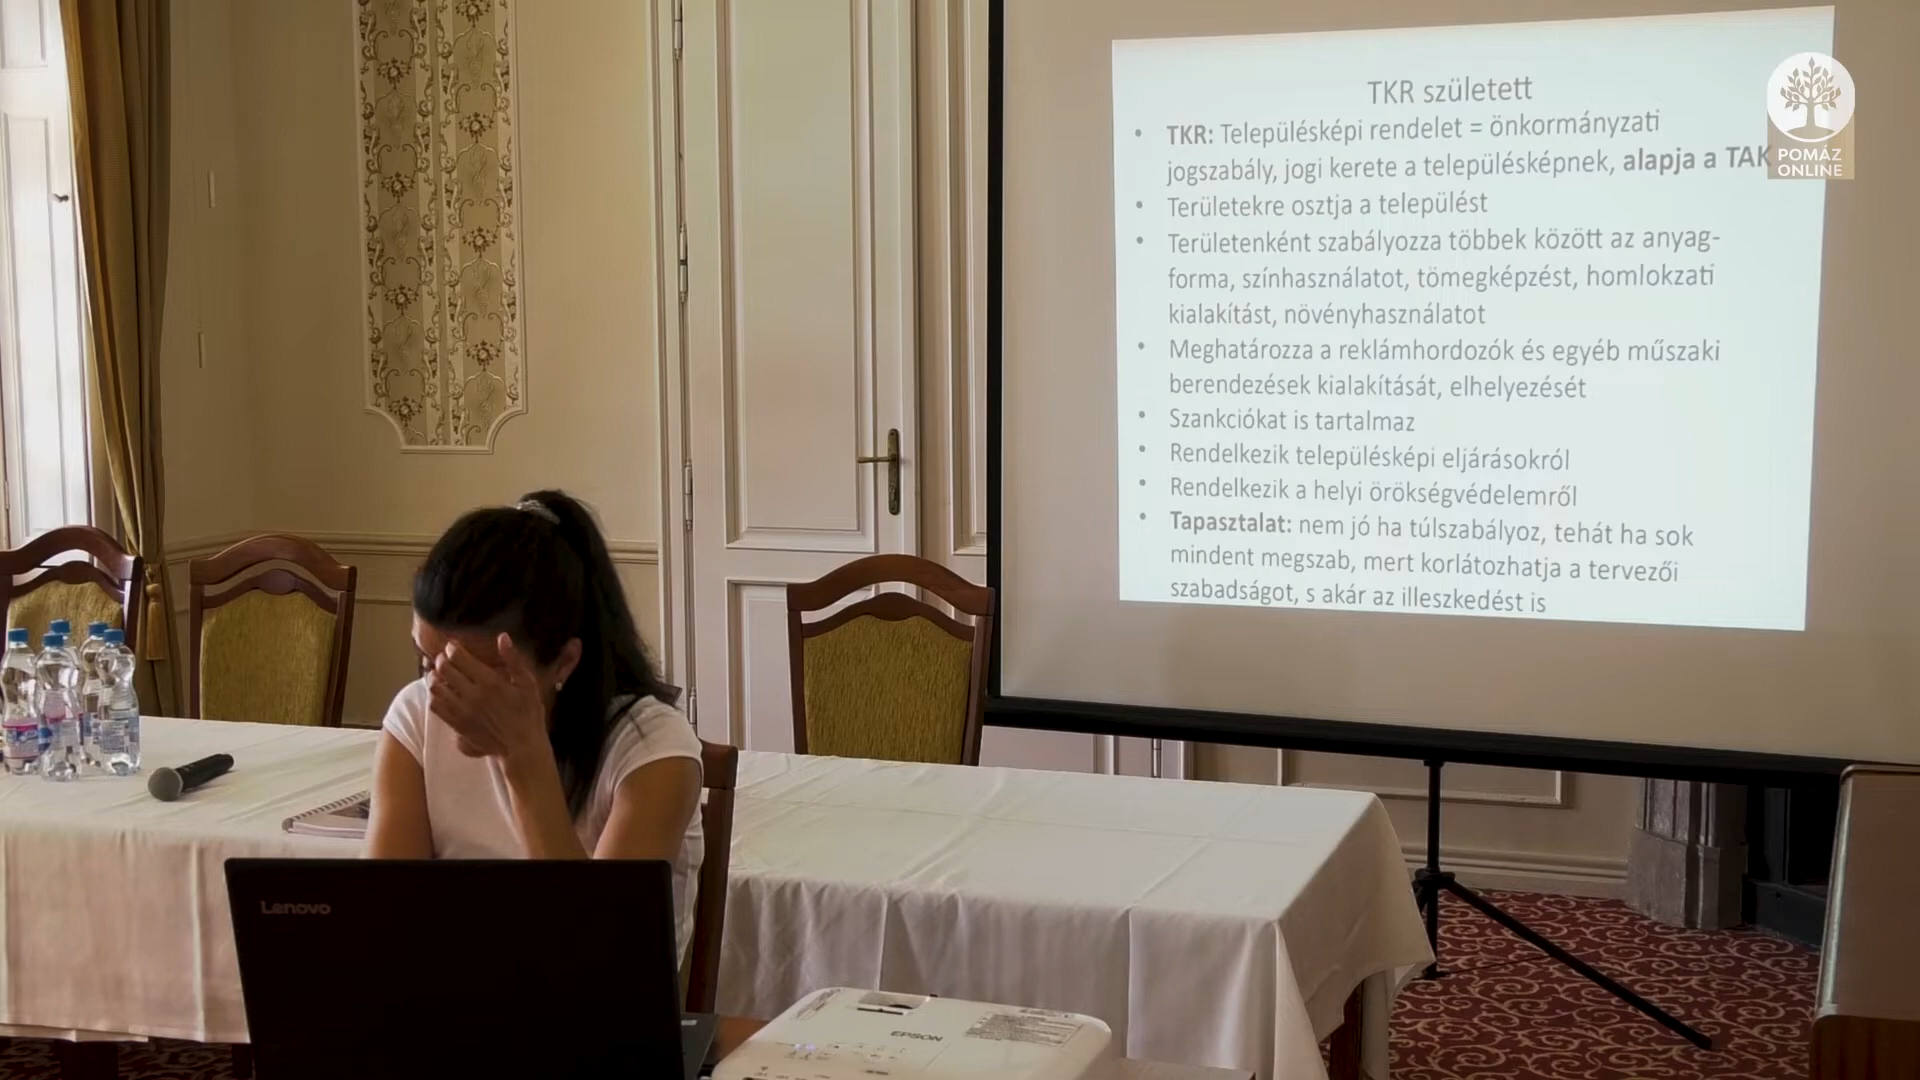 TKR született
• TKR: Településképi rendelet = önkormányzati
jogszabály, jogi kerete a településképnek, alapja a TAK
• Területekre osztja a települést
• Területenként szabályozza többek között az anyag-
forma, színhasználatot, tömegképzést, homlokzati
kialakítást, növényhasználatot
• Meghatározza a reklámhordozók és egyéb műszaki
berendezések kialakítását, elhelyezését
• Szankciókat is tartalmaz
• Rendelkezik településképi eljárásokról
• Rendelkezik a helyi örökségvédelemről
• Tapasztalat: nem jó ha túlszabályoz, tehát ha sok
mindent megszab, mert korlátozhatja a tervezői
szabadságot, s akár az illeszkedést is
POMÁZ
ONLINE
Lenovo
EPSON